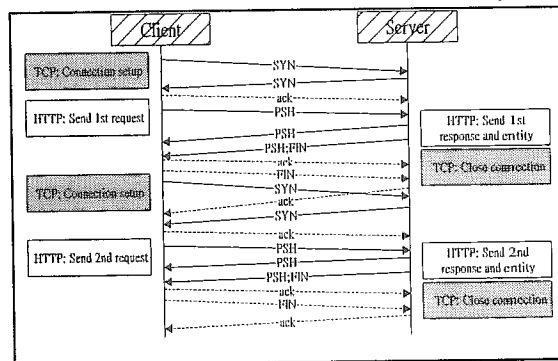 Client Server
SYN
TCP: Connection setup
SYN
ack
HTTP: Send 1st request
PSH
HTTP: Send 1st
response and entity
PSH
PSH;FIN
ack
TCP: Close connection
FIN
SYN
TCP: Connection setup
ack
SYN
ack
HTTP: Send 2nd request
PSH
HTTP: Send 2nd
response and entity
PSH
PSH;FIN
ack
TCP: Close connection
FIN
ack